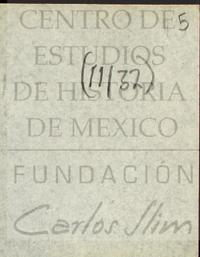 CENTRO DE 5
ESTUDIOS
(11/32)
DE HISTORIA
DE MEXICO
FUNDACIÓN
Carlos Slim